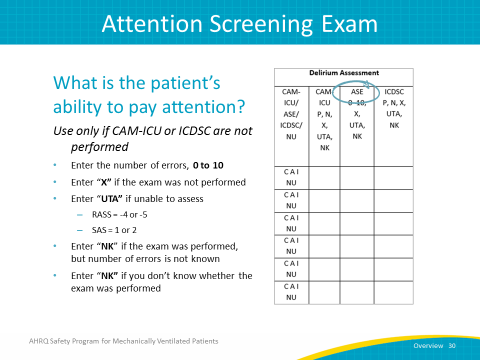 Attention Screening Exam
What is the patient's
ability to pay attention?
Use only if CAM-ICU or ICDSC are not
performed
• Enter the number of errors, 0 to 10
• Enter "X" if the exam was not performed
• Enter "UTA" if unable to assess
– RASS = -4 or -5
– SAS = 1 or 2
• Enter "NK" if the exam was performed,
but number of errors is not known
• Enter "NK" if you don't know whether the
exam was performed
Delirium Assessment
CAM-
ICU/
ASE/
ICDSC/
NU
CAM
ICU
P, N,
X,
UTA,
NK
ASE
0-10,
X,
UTA,
NK
ICDSC
P, N, X,
UTA,
NK
C A I
NU
C A I
NU
C A I
NU
C A I
NU
C A I
NU
C A I
NU
AHRQ Safety Program for Mechanically Ventilated Patients
Overview 30